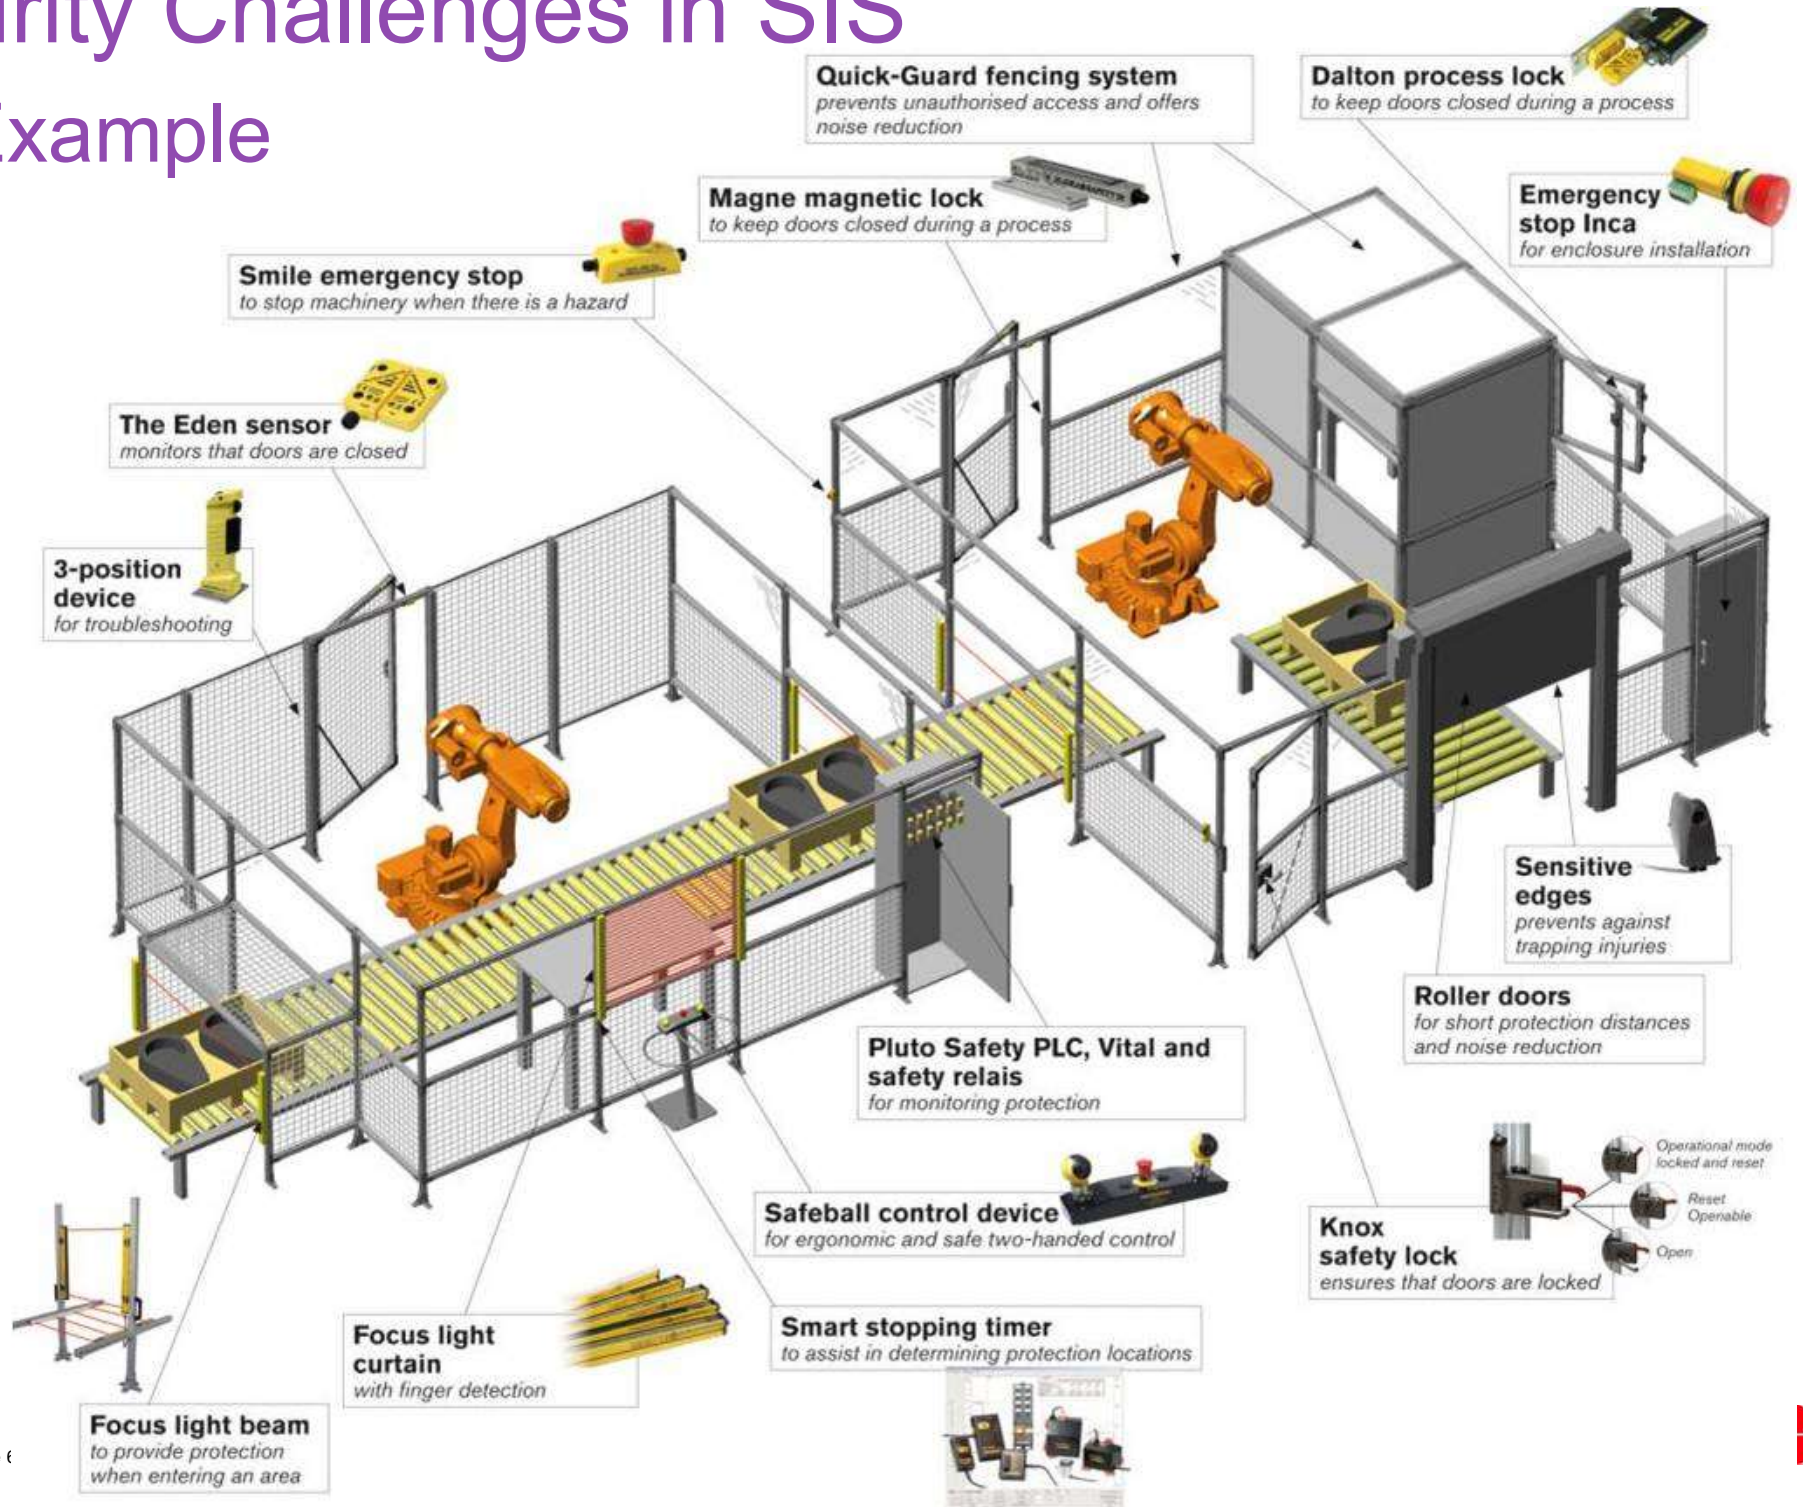 rity Challenges in SIS
Example
Quick-Guard fencing system
prevents unauthorised access and offers
noise reduction
Dalton process lock
to keep doors closed during a process
Magne magnetic lock
to keep doors closed during a process
Emergency
stop Inca
for enclosure installation
Smile emergency stop
to stop machinery when there is a hazard
The Eden sensor
monitors that doors are closed
3-position
device
for troubleshooting
Sensitive
edges
prevents against
trapping injuries
Roller doors
for short protection distances
and noise reduction
Pluto Safety PLC, Vital and
safety relais
for monitoring protection
Operational mode
locked and reset
Reset
Openable
Open
Safeball control device
for ergonomic and safe two-handed control
Knox
safety lock
ensures that doors are locked
Focus light
curtain
with finger detection
Smart stopping timer
to assist in determining protection locations
Focus light beam
to provide protection
when entering an area